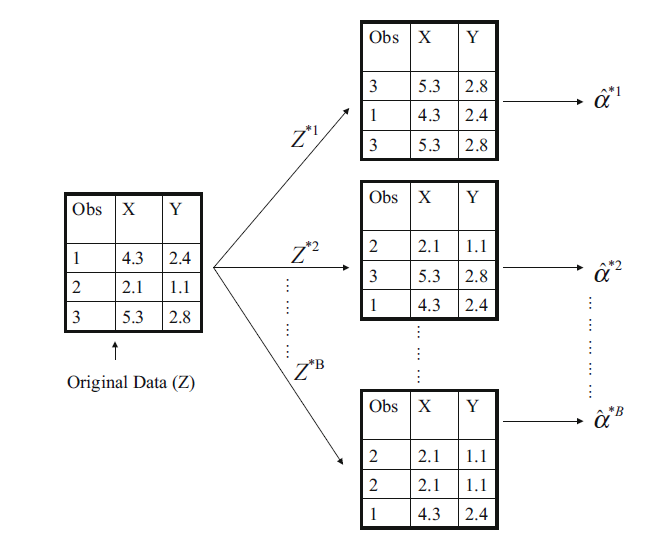 Obs X Y
3 5.3 2.8
1 4.3 2.4
3 5.3 2.8
Z*1
α̂*1
Obs X Y
1 4.3 2.4
2 2.1 1.1
3 5.3 2.8
Original Data (Z)
Z*2
Obs X Y
2 2.1 1.1
3 5.3 2.8
1 4.3 2.4
α̂*2
Z*B
Obs X Y
2 2.1 1.1
2 2.1 1.1
1 4.3 2.4
α̂*B